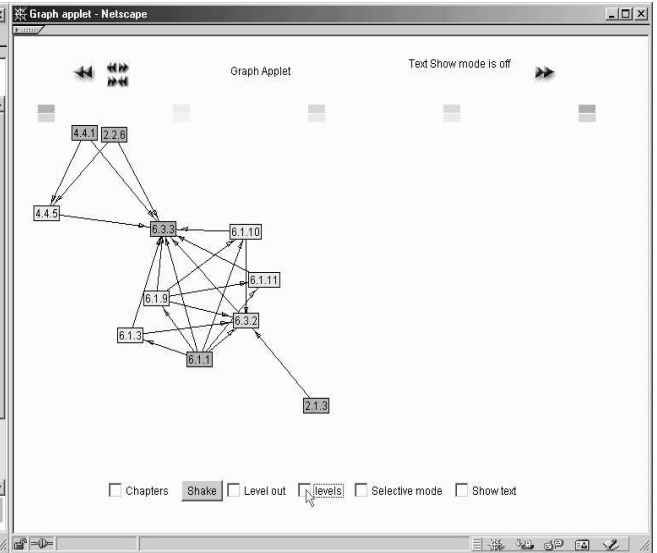 Graph applet - Netscape
Graph Applet
Text Show mode is off
4.4.1
2.2.6
4.4.5
6.3.3
6.1.10
6.1.11
6.1.9
6.3.2
6.1.3
6.1.1
2.1.3
Chapters
Shake
Level out
levels
Selective mode
Show text